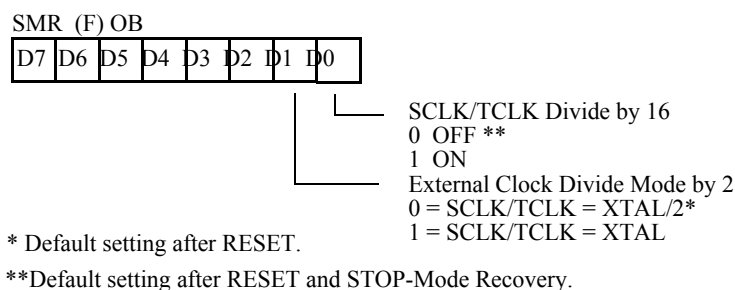 SMR (F) OB
D7 D6 D5 D4 D3 D2 D1 D0
SCLK/TCLK Divide by 16
0 OFF **
1 ON
External Clock Divide Mode by 2
0 = SCLK/TCLK = XTAL/2*
1 = SCLK/TCLK = XTAL
* Default setting after RESET.
**Default setting after RESET and STOP-Mode Recovery.